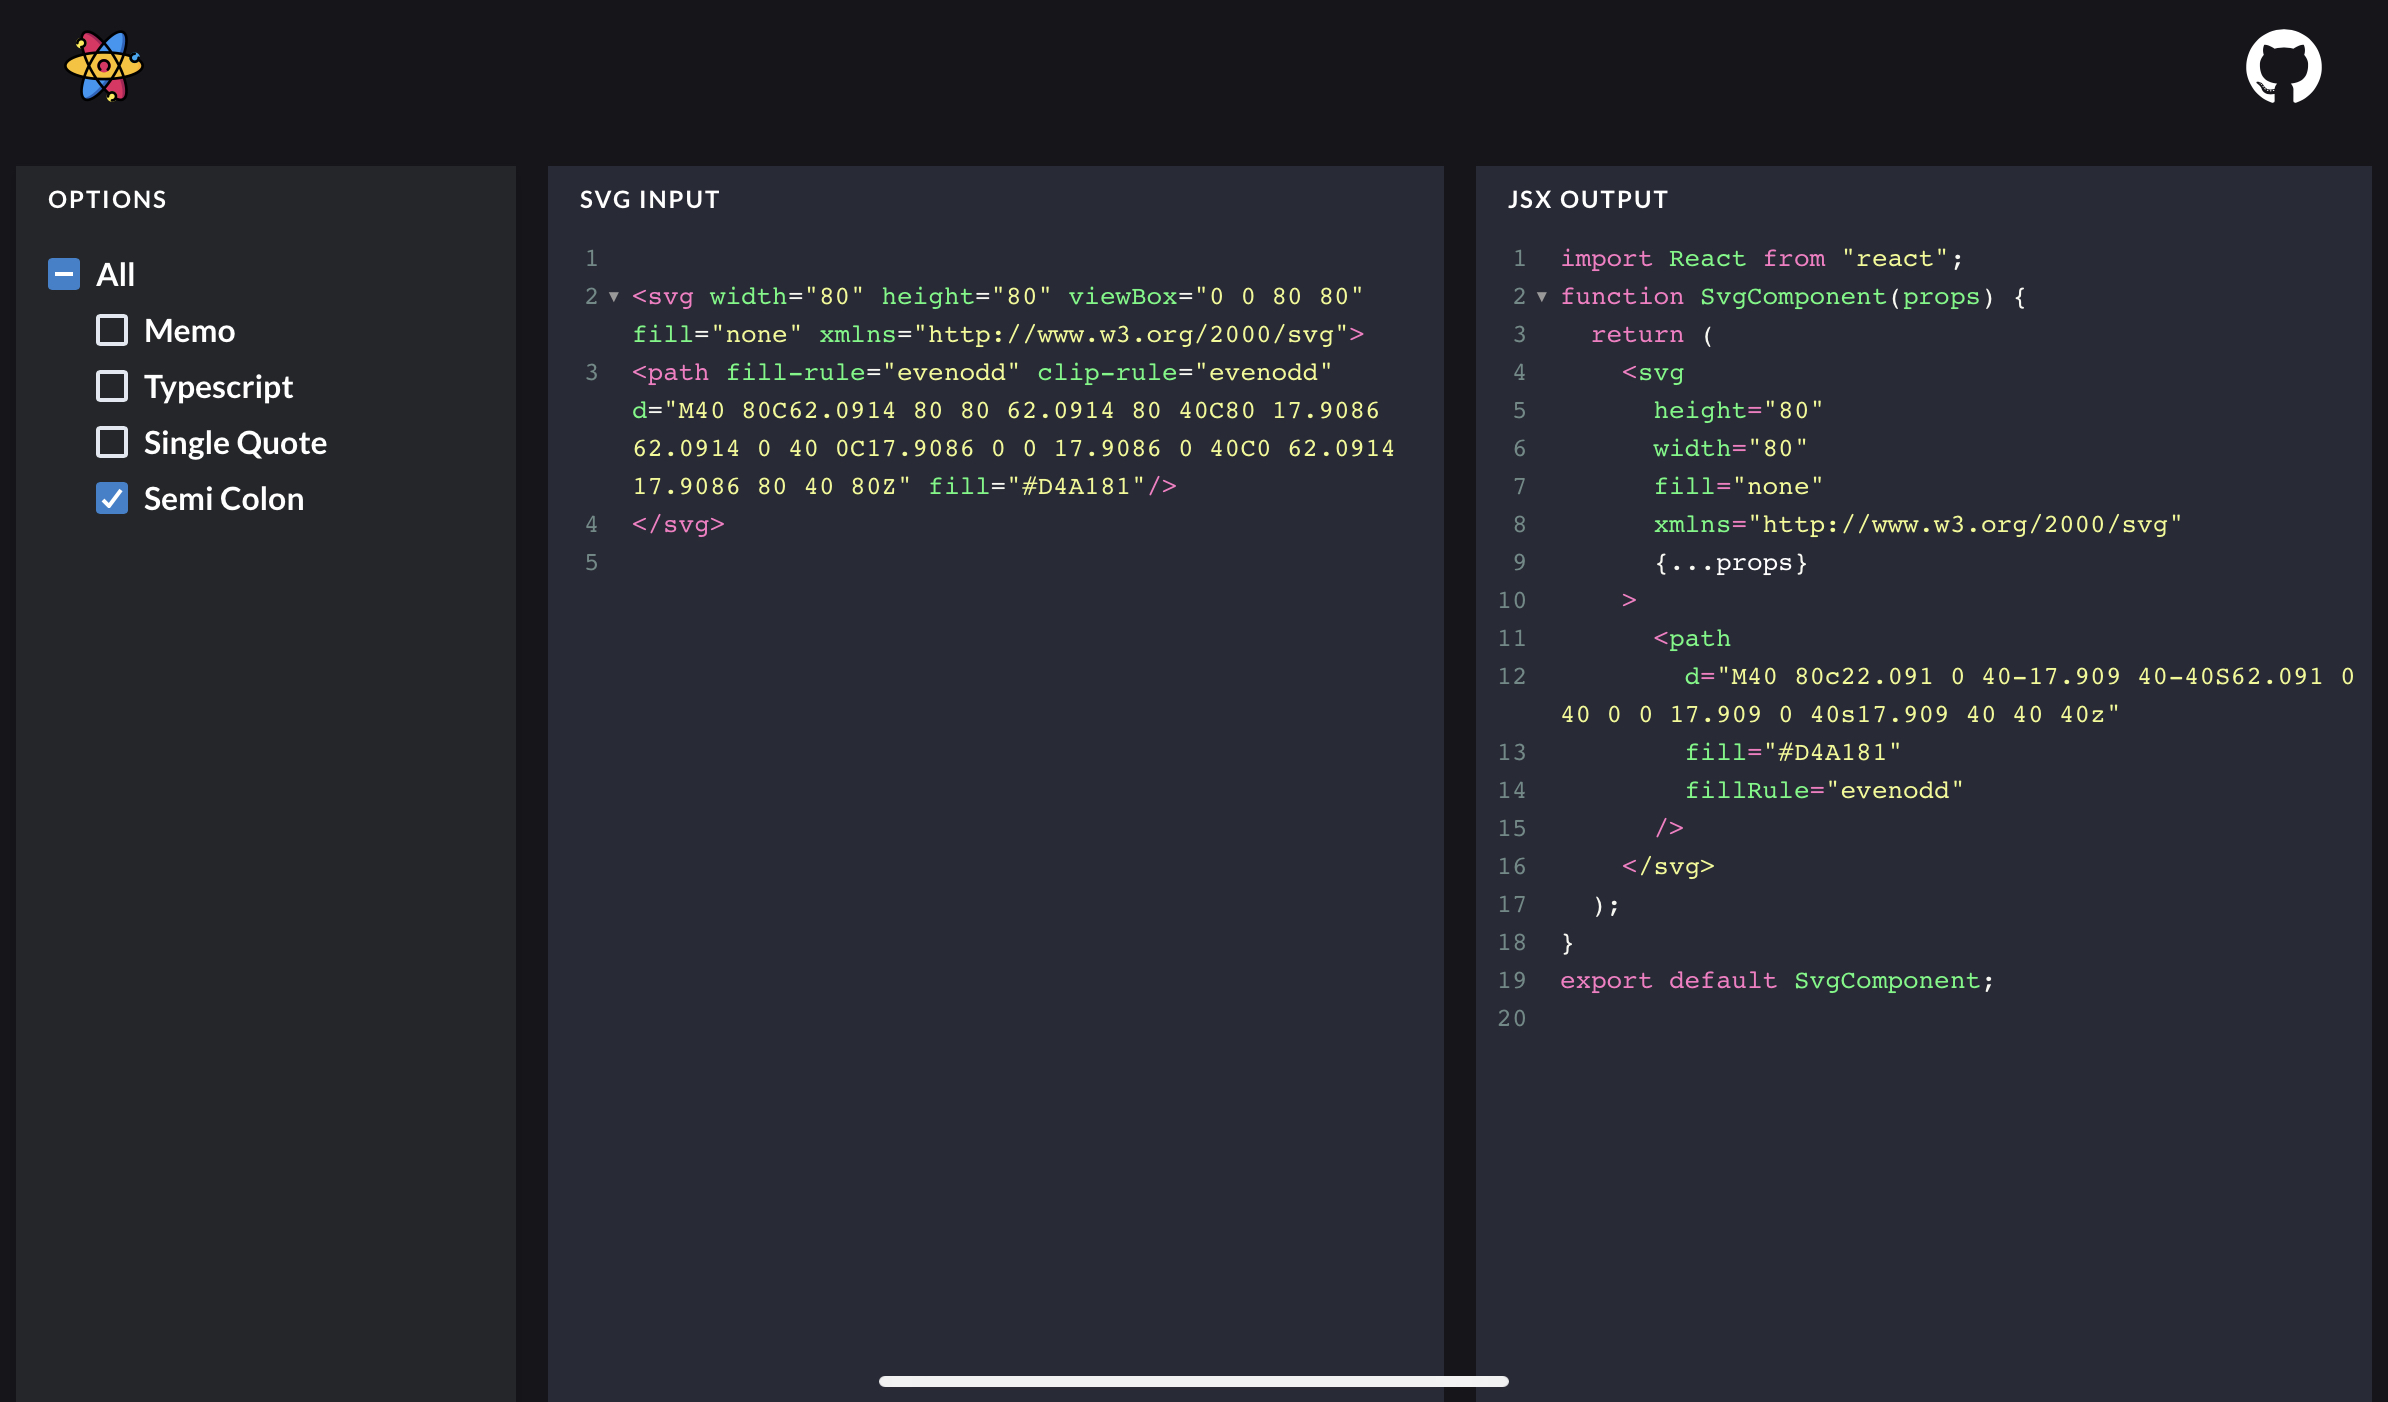 OPTIONS
All
Memo
Typescript
Single Quote
Semi Colon
SVG INPUT
1
2 <svg width="80" height="80" viewBox="0 0 80 80"
fill="none" xmlns="http://www.w3.org/2000/svg">
3 <path fill-rule="evenodd" clip-rule="evenodd"
d="M40 80C62.0914 80 80 62.0914 80 40C80 17.9086
62.0914 0 40 0C17.9086 0 0 17.9086 0 40C0 62.0914
17.9086 80 40 80Z" fill="#D4A181"/>
4 </svg>
5
JSX OUTPUT
1 import React from "react";
2 function SvgComponent(props) {
3 return (
4 <svg
5 height="80"
6 width="80"
7 fill="none"
8 xmlns="http://www.w3.org/2000/svg"
9 {...props}
10 >
11 <path
12 d="M40 80c22.091 0 40-17.909 40-40S62.091 0
40 0 0 17.909 0 40s17.909 40 40 40z"
13 fill="#D4A181"
14 fillRule="evenodd"
15 />
16 </svg>
17 );
18 }
19 export default SvgComponent;
20